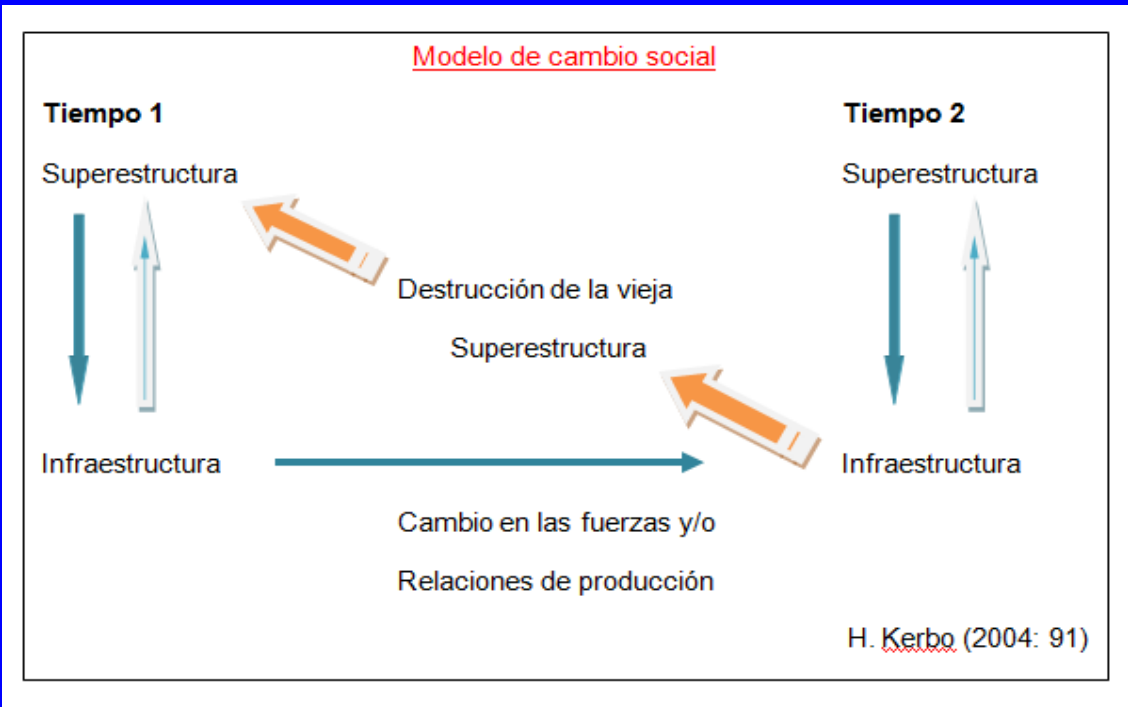 Modelo de cambio social
Tiempo 1
Tiempo 2
Superestructura
Superestructura
Destrucción de la vieja
Superestructura
Infraestructura
Infraestructura
Cambio en las fuerzas y/o
Relaciones de producción
H. Kerbo (2004: 91)